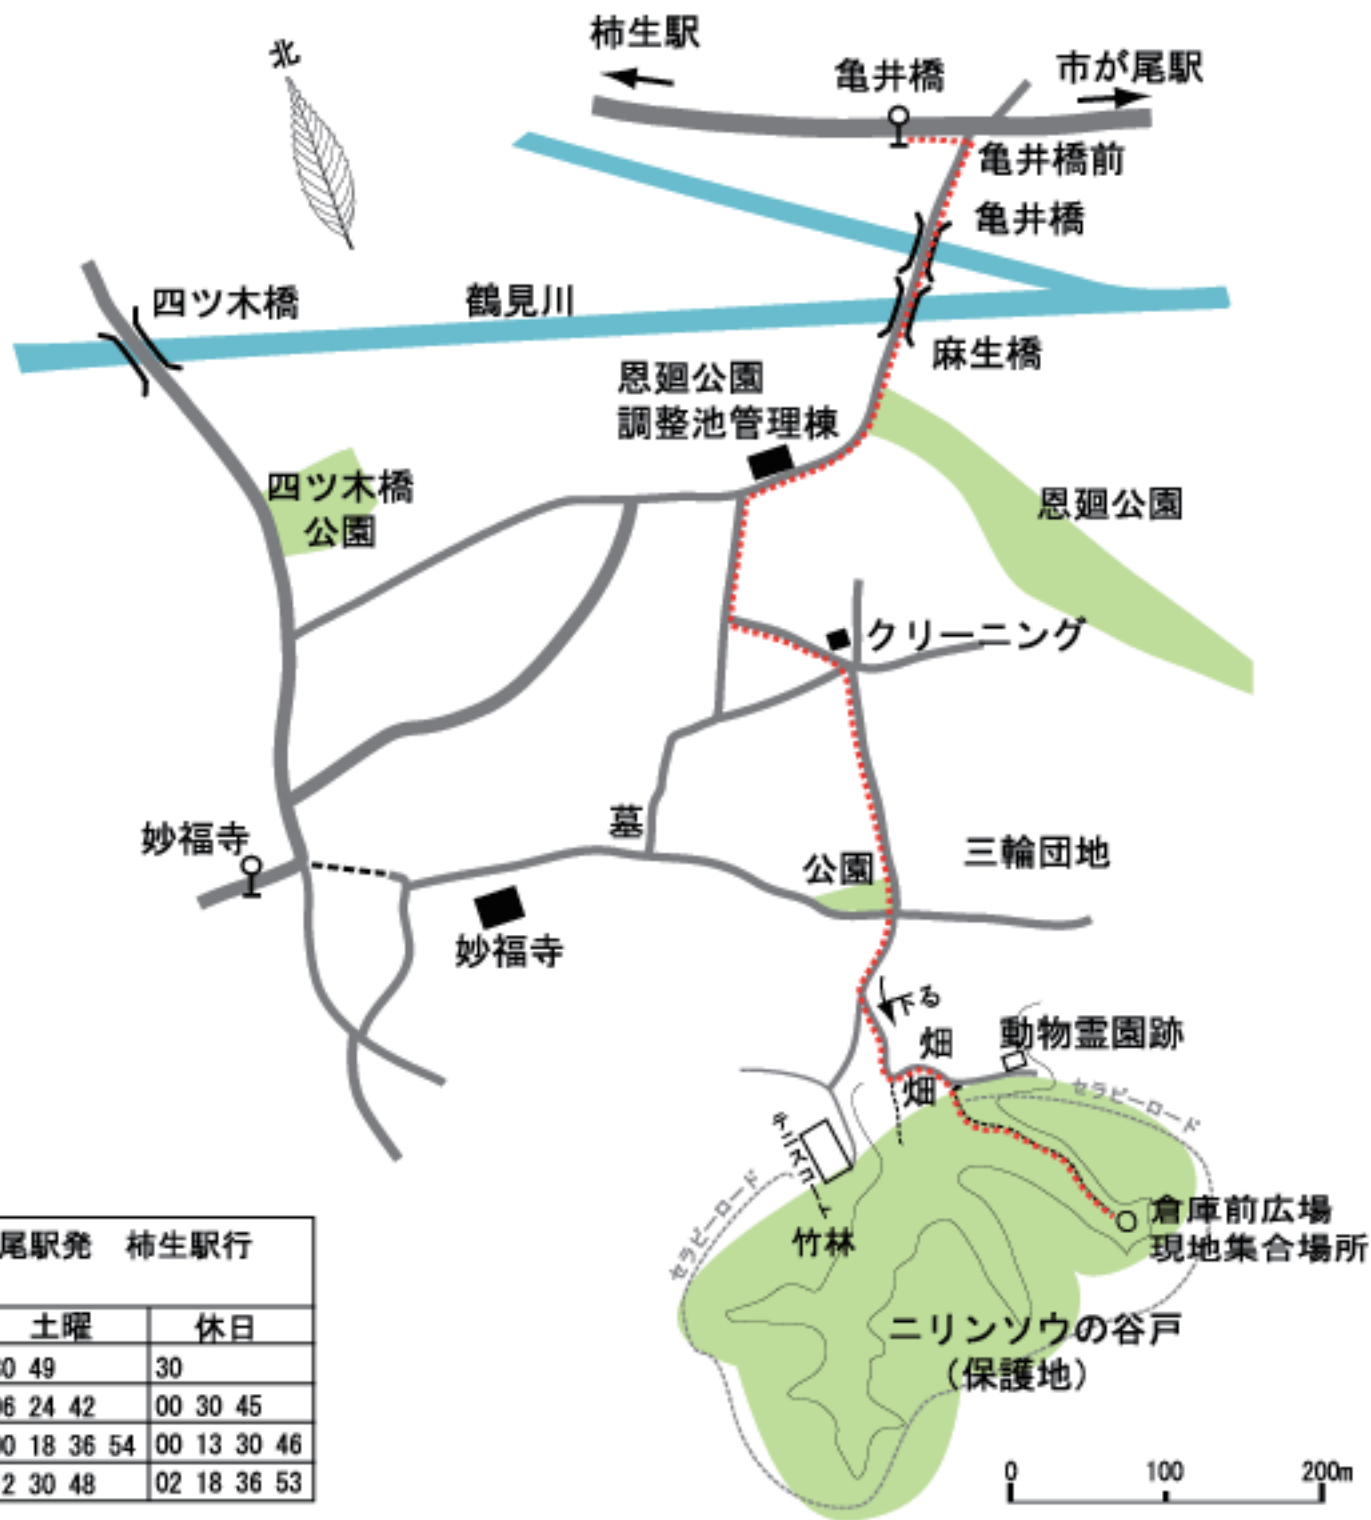 北
柿生駅
亀井橋
市が尾駅
亀井橋前
亀井橋
四ツ木橋
鶴見川
麻生橋
恩廻公園
調整池管理棟
四ツ木橋
公園
恩廻公園
クリーニング
墓
妙福寺
公園
三輪団地
妙福寺
下る
畑
動物霊園跡
畑
セラピーロード
テニスコート
セラピーロード
竹林
倉庫前広場
現地集合場所
ニリンソウの谷戸
(保護地)
尾駅発 柿生駅行
土曜 休日
30 49 30
06 24 42 00 30 45
00 18 36 54 00 13 30 46
12 30 48 02 18 36 53
0 100 200m